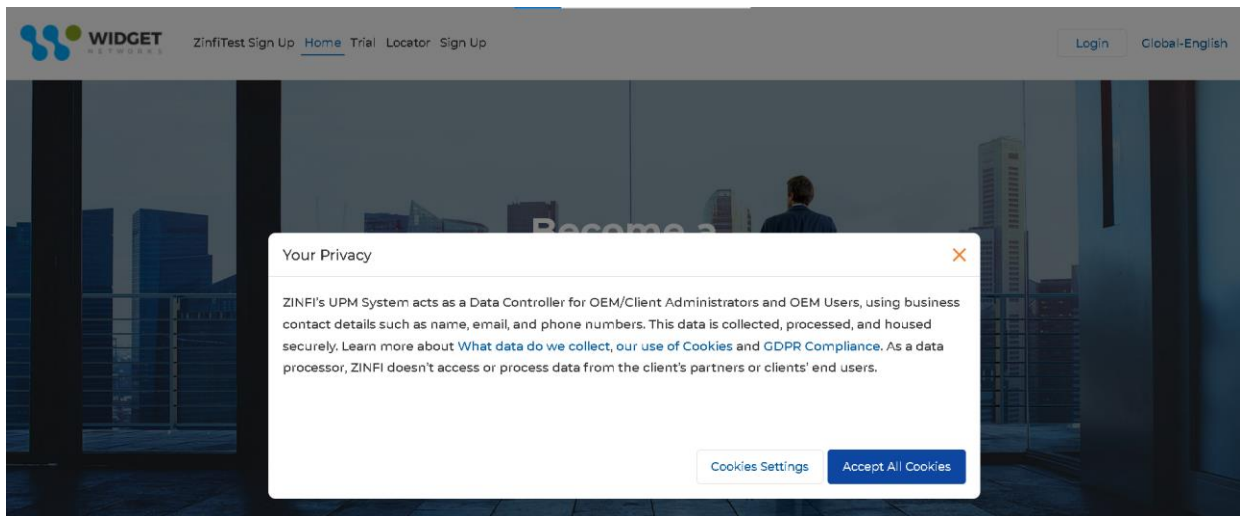 WIDGET
NETWORKS
ZinfiTest Sign Up Home Trial Locator Sign Up
Login
Global-English
Become a
Your Privacy
ZINFI's UPM System acts as a Data Controller for OEM/Client Administrators and OEM Users, using business
contact details such as name, email, and phone numbers. This data is collected, processed, and housed
securely. Learn more about What data do we collect, our use of Cookies and GDPR Compliance. As a data
processor, ZINFI doesn't access or process data from the client's partners or clients' end users.
Cookies Settings
Accept All Cookies